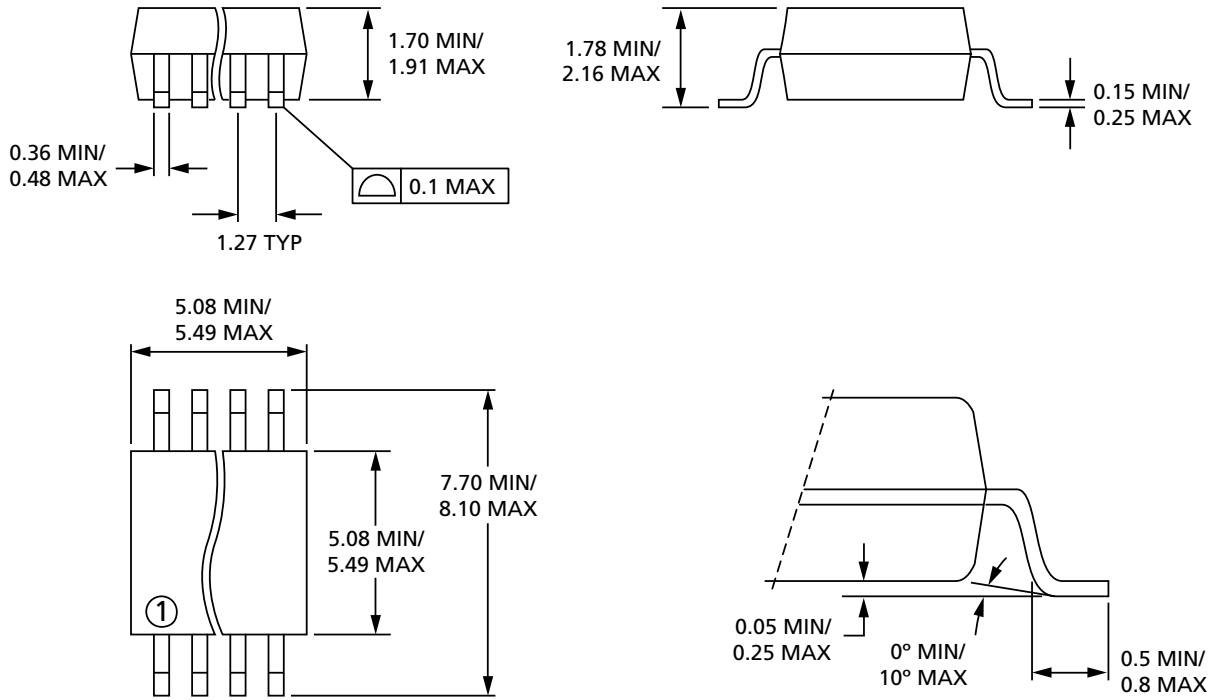 1.70 MIN/
1.91 MAX
0.36 MIN/
0.48 MAX
0.1 MAX
1.27 TYP
1.78 MIN/
2.16 MAX
0.15 MIN/
0.25 MAX
5.08 MIN/
5.49 MAX
7.70 MIN/
8.10 MAX
5.08 MIN/
5.49 MAX
1
0.05 MIN/
0.25 MAX
0° MIN/
10° MAX
0.5 MIN/
0.8 MAX